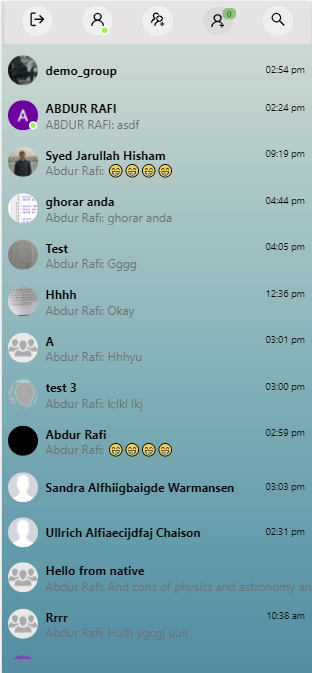 0
demo_group 02:54 pm
A ABDUR RAFI 02:24 pm
ABDUR RAFI: asdf
Syed Jarullah Hisham 09:19 pm
Abdur Rafi: 😁😁😁😁
ghorar anda 04:44 pm
Abdur Rafi: ghorar anda
Test 04:05 pm
Abdur Rafi: Gggg
Hhhh 12:36 pm
Abdur Rafi: Okay
A 03:01 pm
Abdur Rafi: Hhhyu
test 3 03:00 pm
Abdur Rafi: k;lkl lkj
Abdur Rafi 02:59 pm
Abdur Rafi: 😁😁😁😁
Sandra Alfhiigbaigde Warmansen 03:03 pm
Ullrich Alfiaecijdfaj Chaison 02:31 pm
Hello from native
Abdur Rafi: And cons of physics and astronomy an
Rrrr 10:38 am
Abdur Rafi: Hufh ygcgj uuii